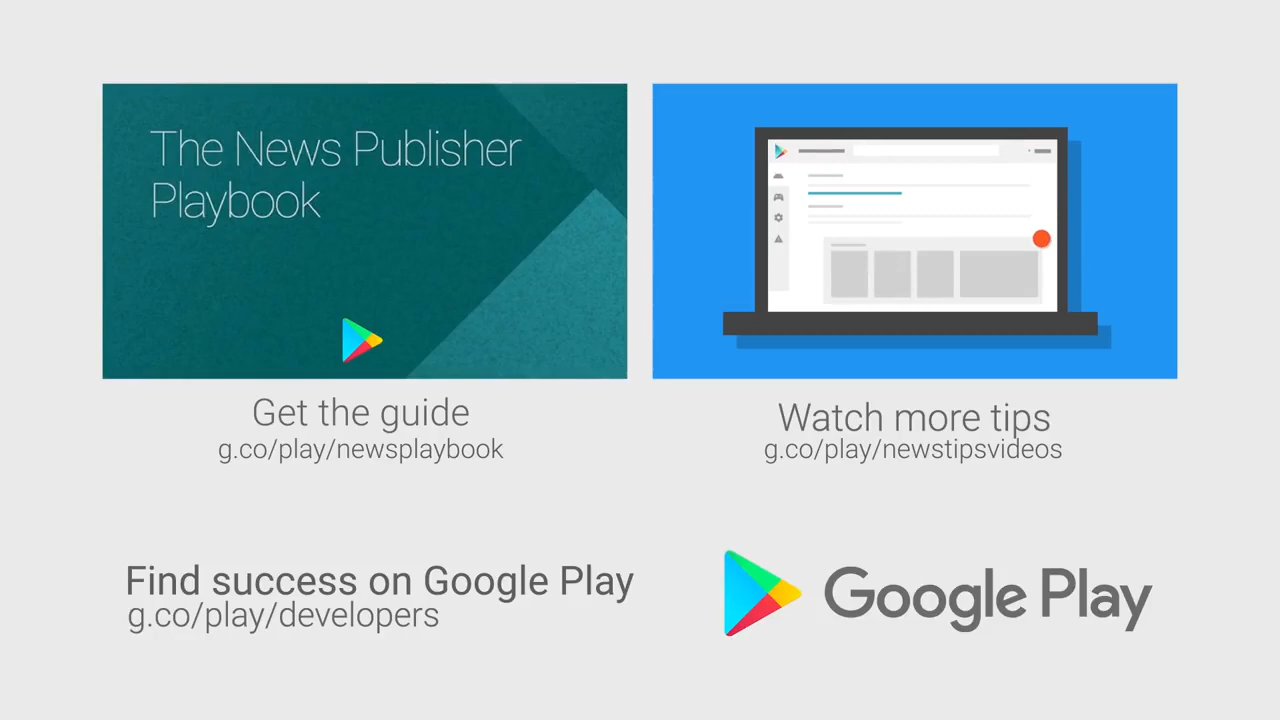 The News Publisher
Playbook
Get the guide
g.co/play/newsplaybook
Watch more tips
g.co/play/newstipsvideos
Find success on Google Play
g.co/play/developers
Google Play